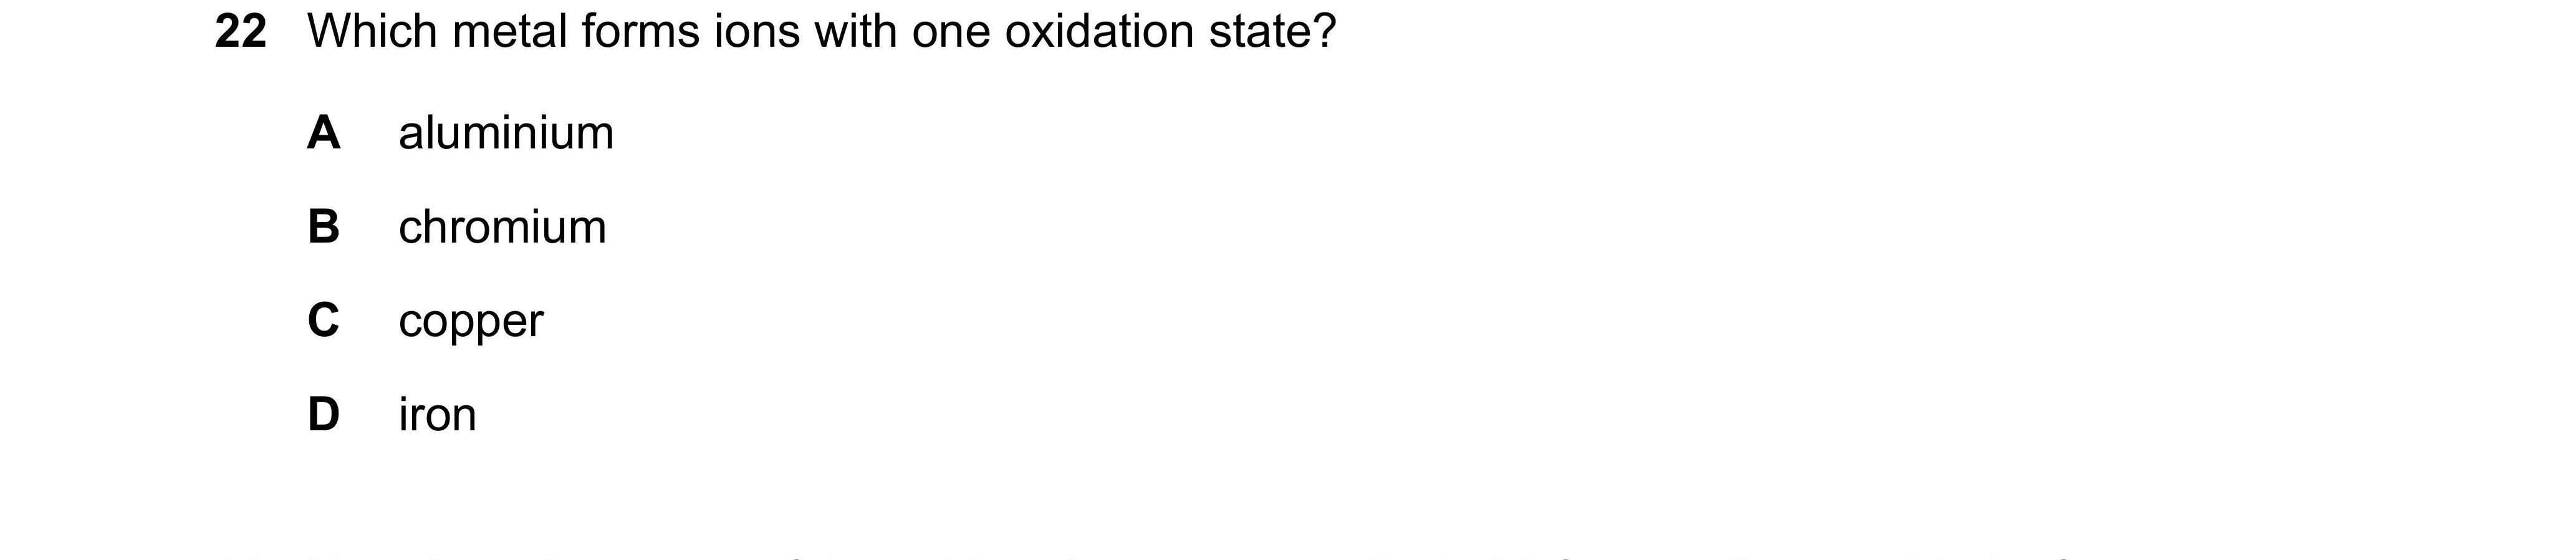 22 Which metal forms ions with one oxidation state?
A aluminium
B chromium
C copper
D iron